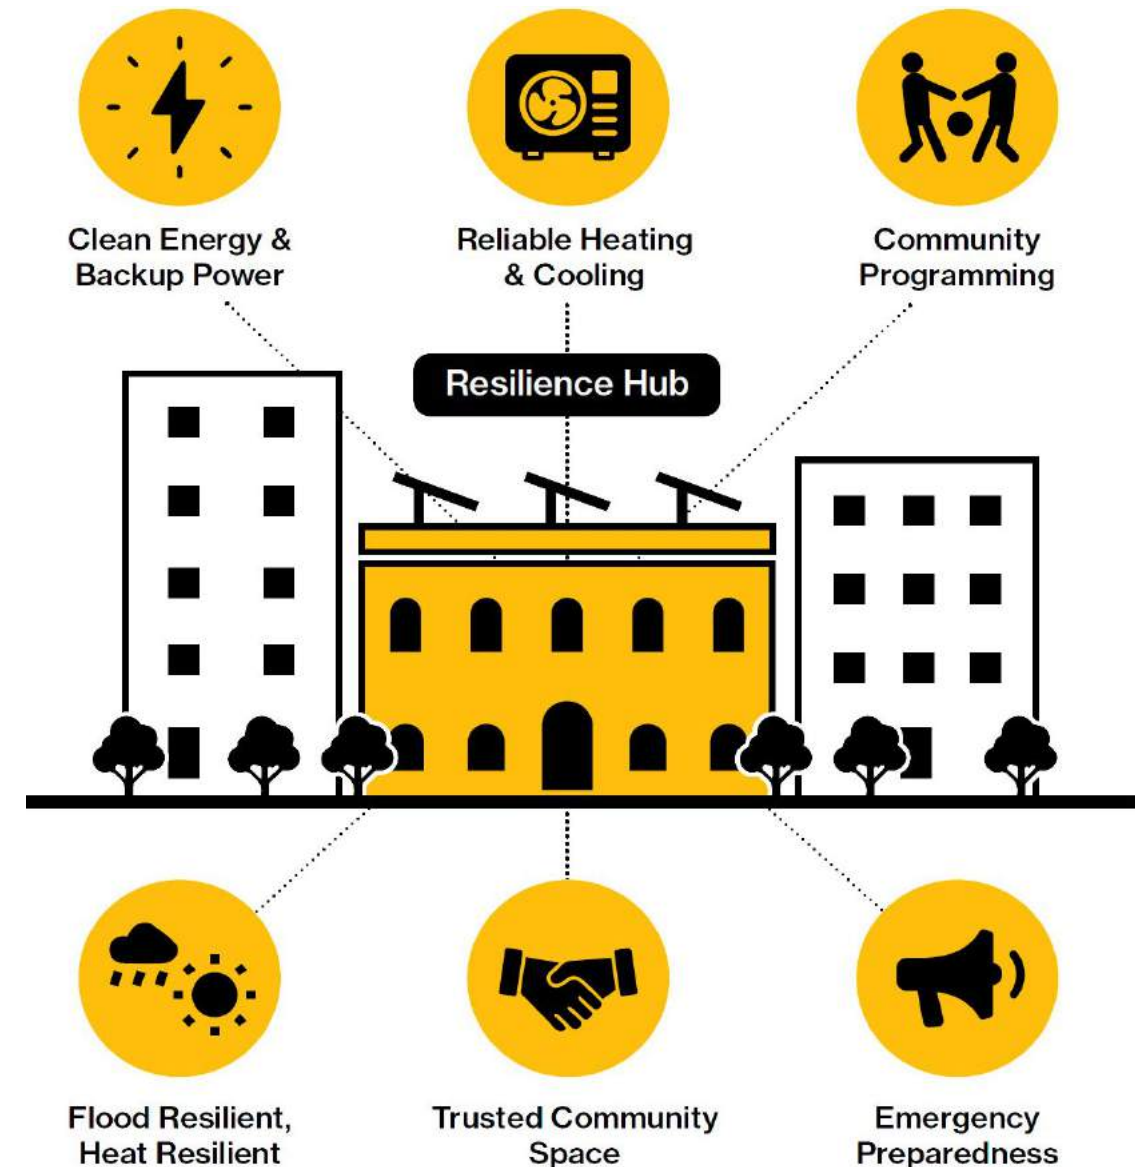 Clean Energy &
Backup Power
Reliable Heating
& Cooling
Community
Programming
Resilience Hub
Flood Resilient,
Heat Resilient
Trusted Community
Space
Emergency
Preparedness